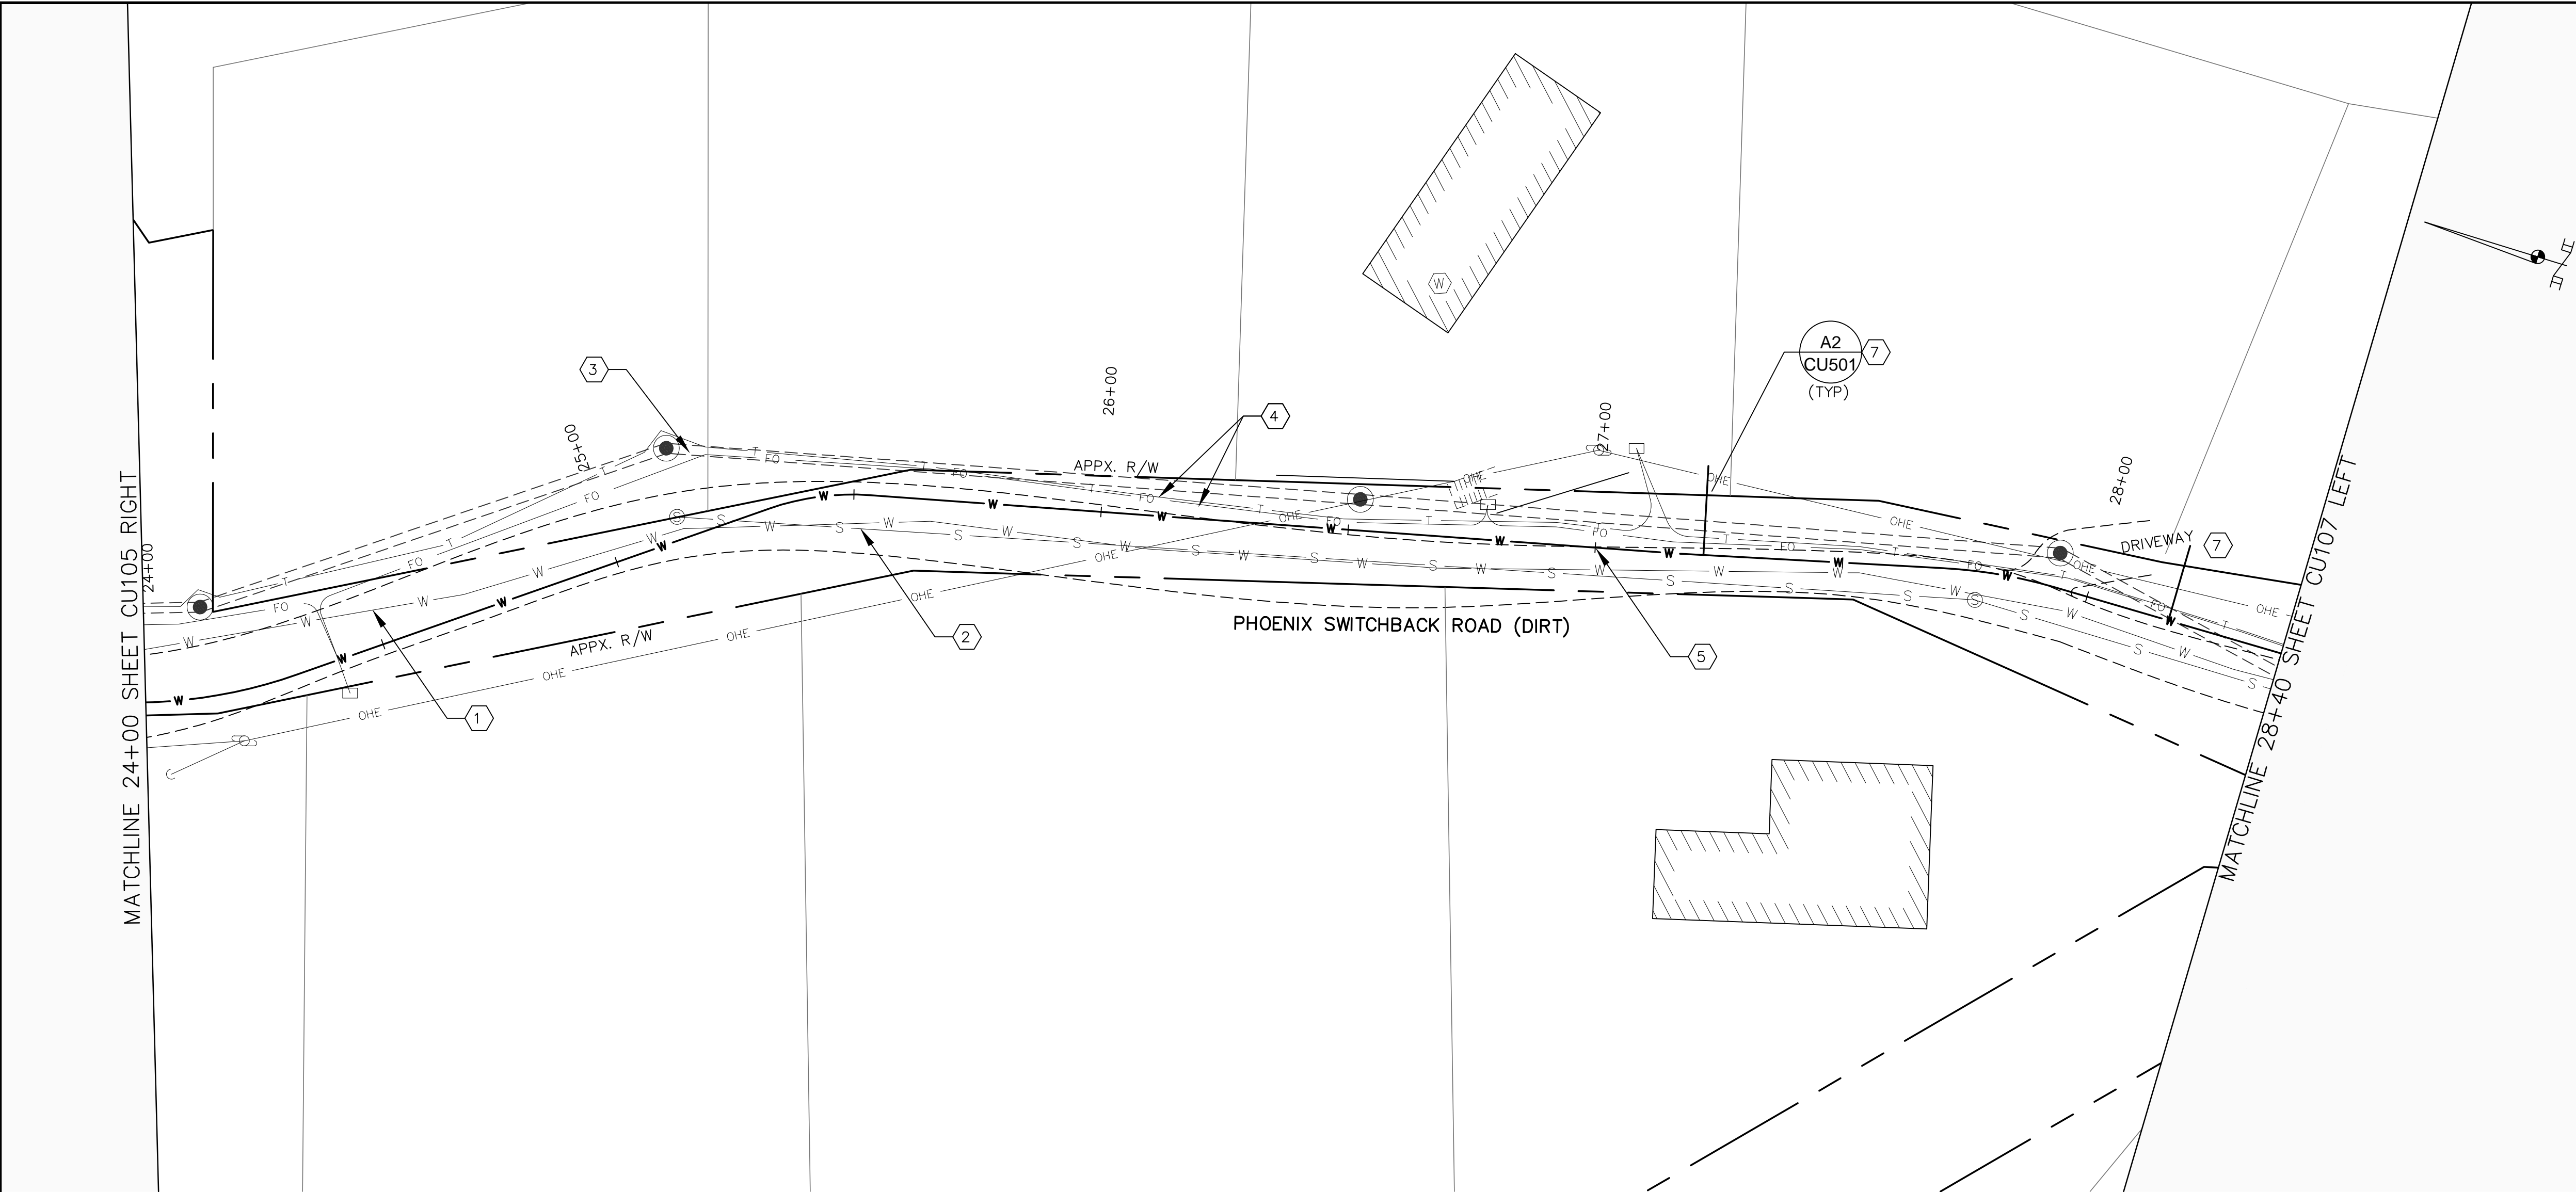 MATCHLINE 24+00 SHEET CU105 RIGHT
24+00
25+00
26+00
27+00
28+00
3
4
A2
CU501
(TYP)
7
APPX. R/W
DRIVEWAY
7
W
T
FO
OHE
S
APPX. R/W
PHOENIX SWITCHBACK ROAD (DIRT)
1
2
5
MATCHLINE 28+40 SHEET CU107 LEFT